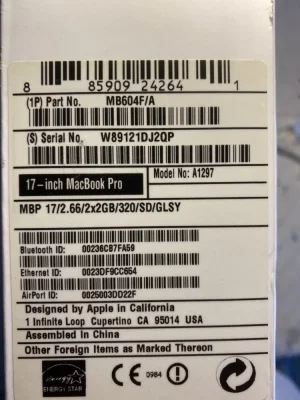 8 85909 24264 1
(1P) Part No. MB604F/A
(S) Serial No. W89121DJ2QP
17-inch MacBook Pro
Model No: A1297
MBP 17/2.66/2x2GB/320/SD/GLSY
Bluetooth ID: 00236C87FA59
Ethernet ID: 0023DF9CC654
AirPort ID: 0025003DD22F
Designed by Apple in California
1 Infinite Loop Cupertino CA 95014 USA
Assembled In China
Other Foreign Items as Marked Thereon
energy
ENERGY STAR
CE 0984